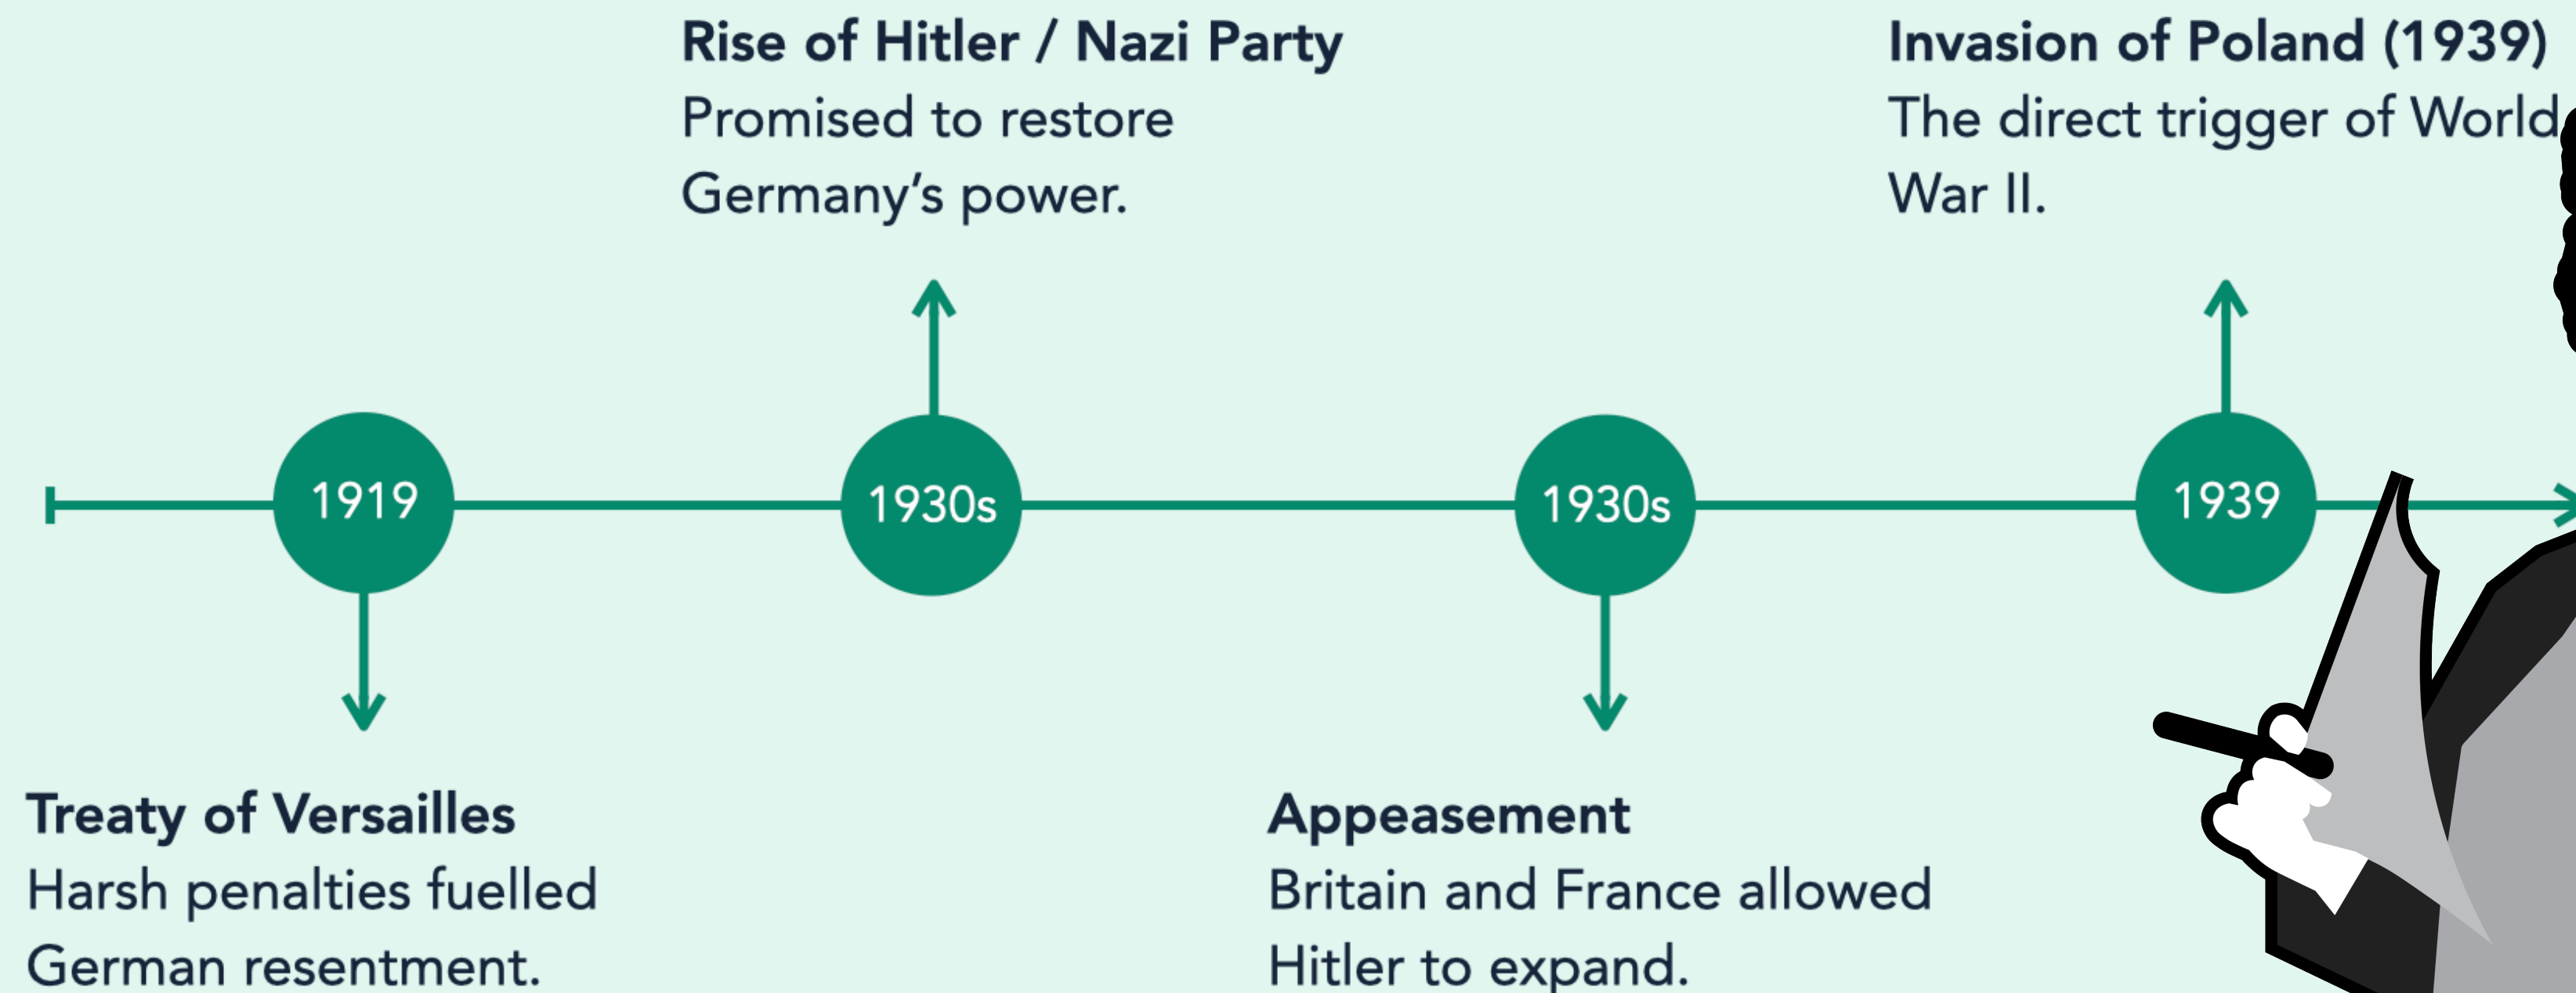 Rise of Hitler / Nazi Party
Promised to restore
Germany’s power.
Invasion of Poland (1939)
The direct trigger of World
War II.
1919
1930s
1930s
1939
Treaty of Versailles
Harsh penalties fuelled
German resentment.
Appeasement
Britain and France allowed
Hitler to expand.